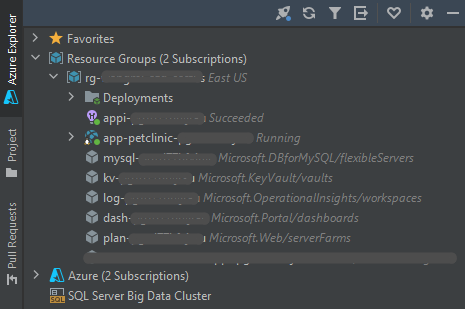 Azure Explorer
Project
Pull Requests
Favorites
Resource Groups (2 Subscriptions)
rg- East US
Deployments
appi- Succeeded
app-petclinic- Running
mysql- Microsoft.DBforMySQL/flexibleServers
kv- Microsoft.KeyVault/vaults
log- Microsoft.OperationalInsights/workspaces
dash- Microsoft.Portal/dashboards
plan- Microsoft.Web/serverFarms
Azure (2 Subscriptions)
SQL Server Big Data Cluster